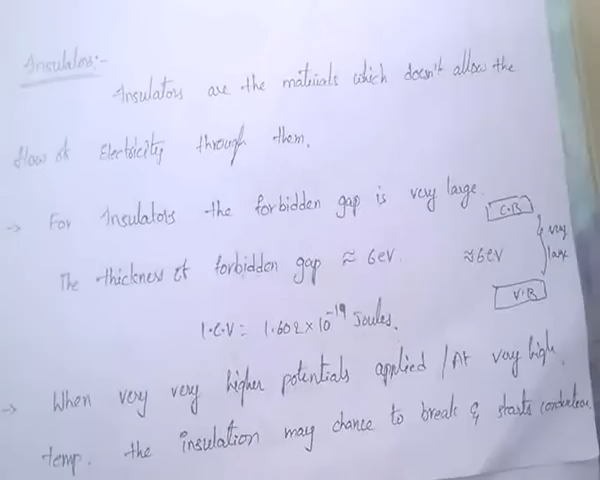 Insulators:-
Insulators are the materials which doesn't allow the
flow of Electricity through them.
→ For Insulators the forbidden gap is very large.
C.B
The thickness of forbidden gap ≈ 6ev.
≈6ev
very
large
V.B
1.e.V = 1.602×10⁻¹⁹ Joules.
→ When very very higher potentials applied / At very high
temp. the insulation may chance to break & starts conduction.